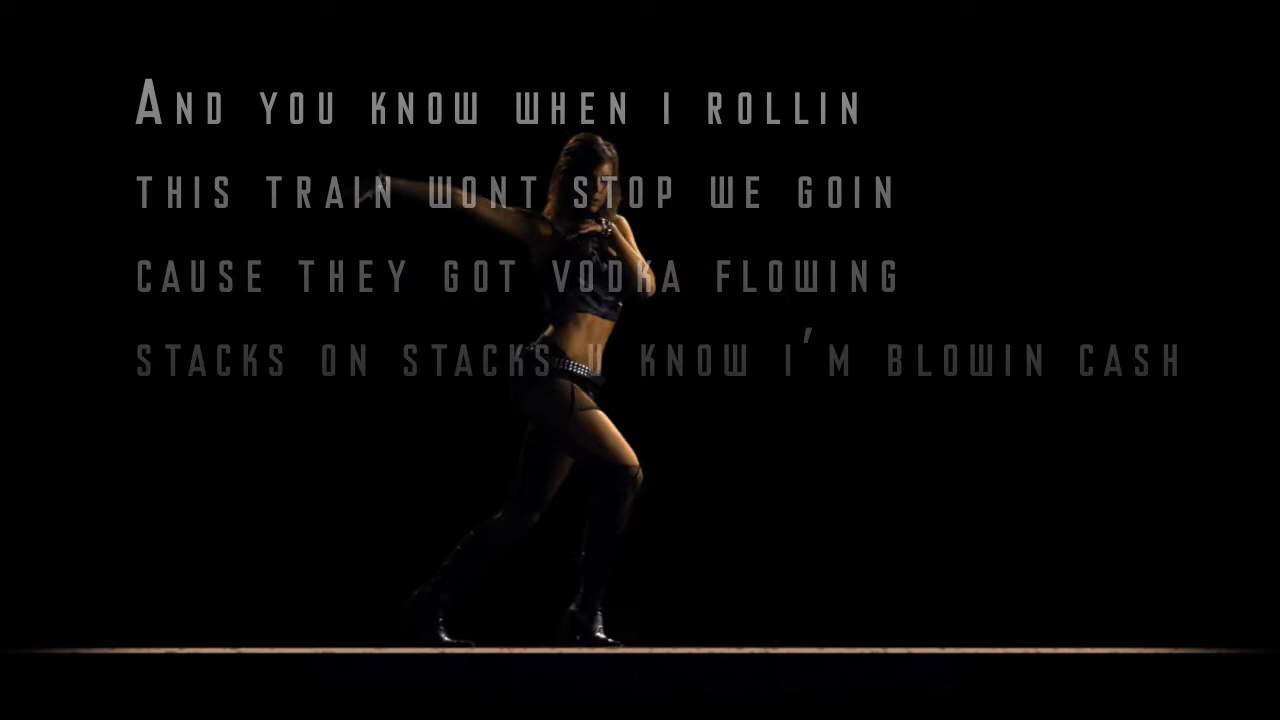 And you know when i rollin
this train wont stop we goin
cause they got vodka flowing
stacks on stacks u know i'm blowin cash